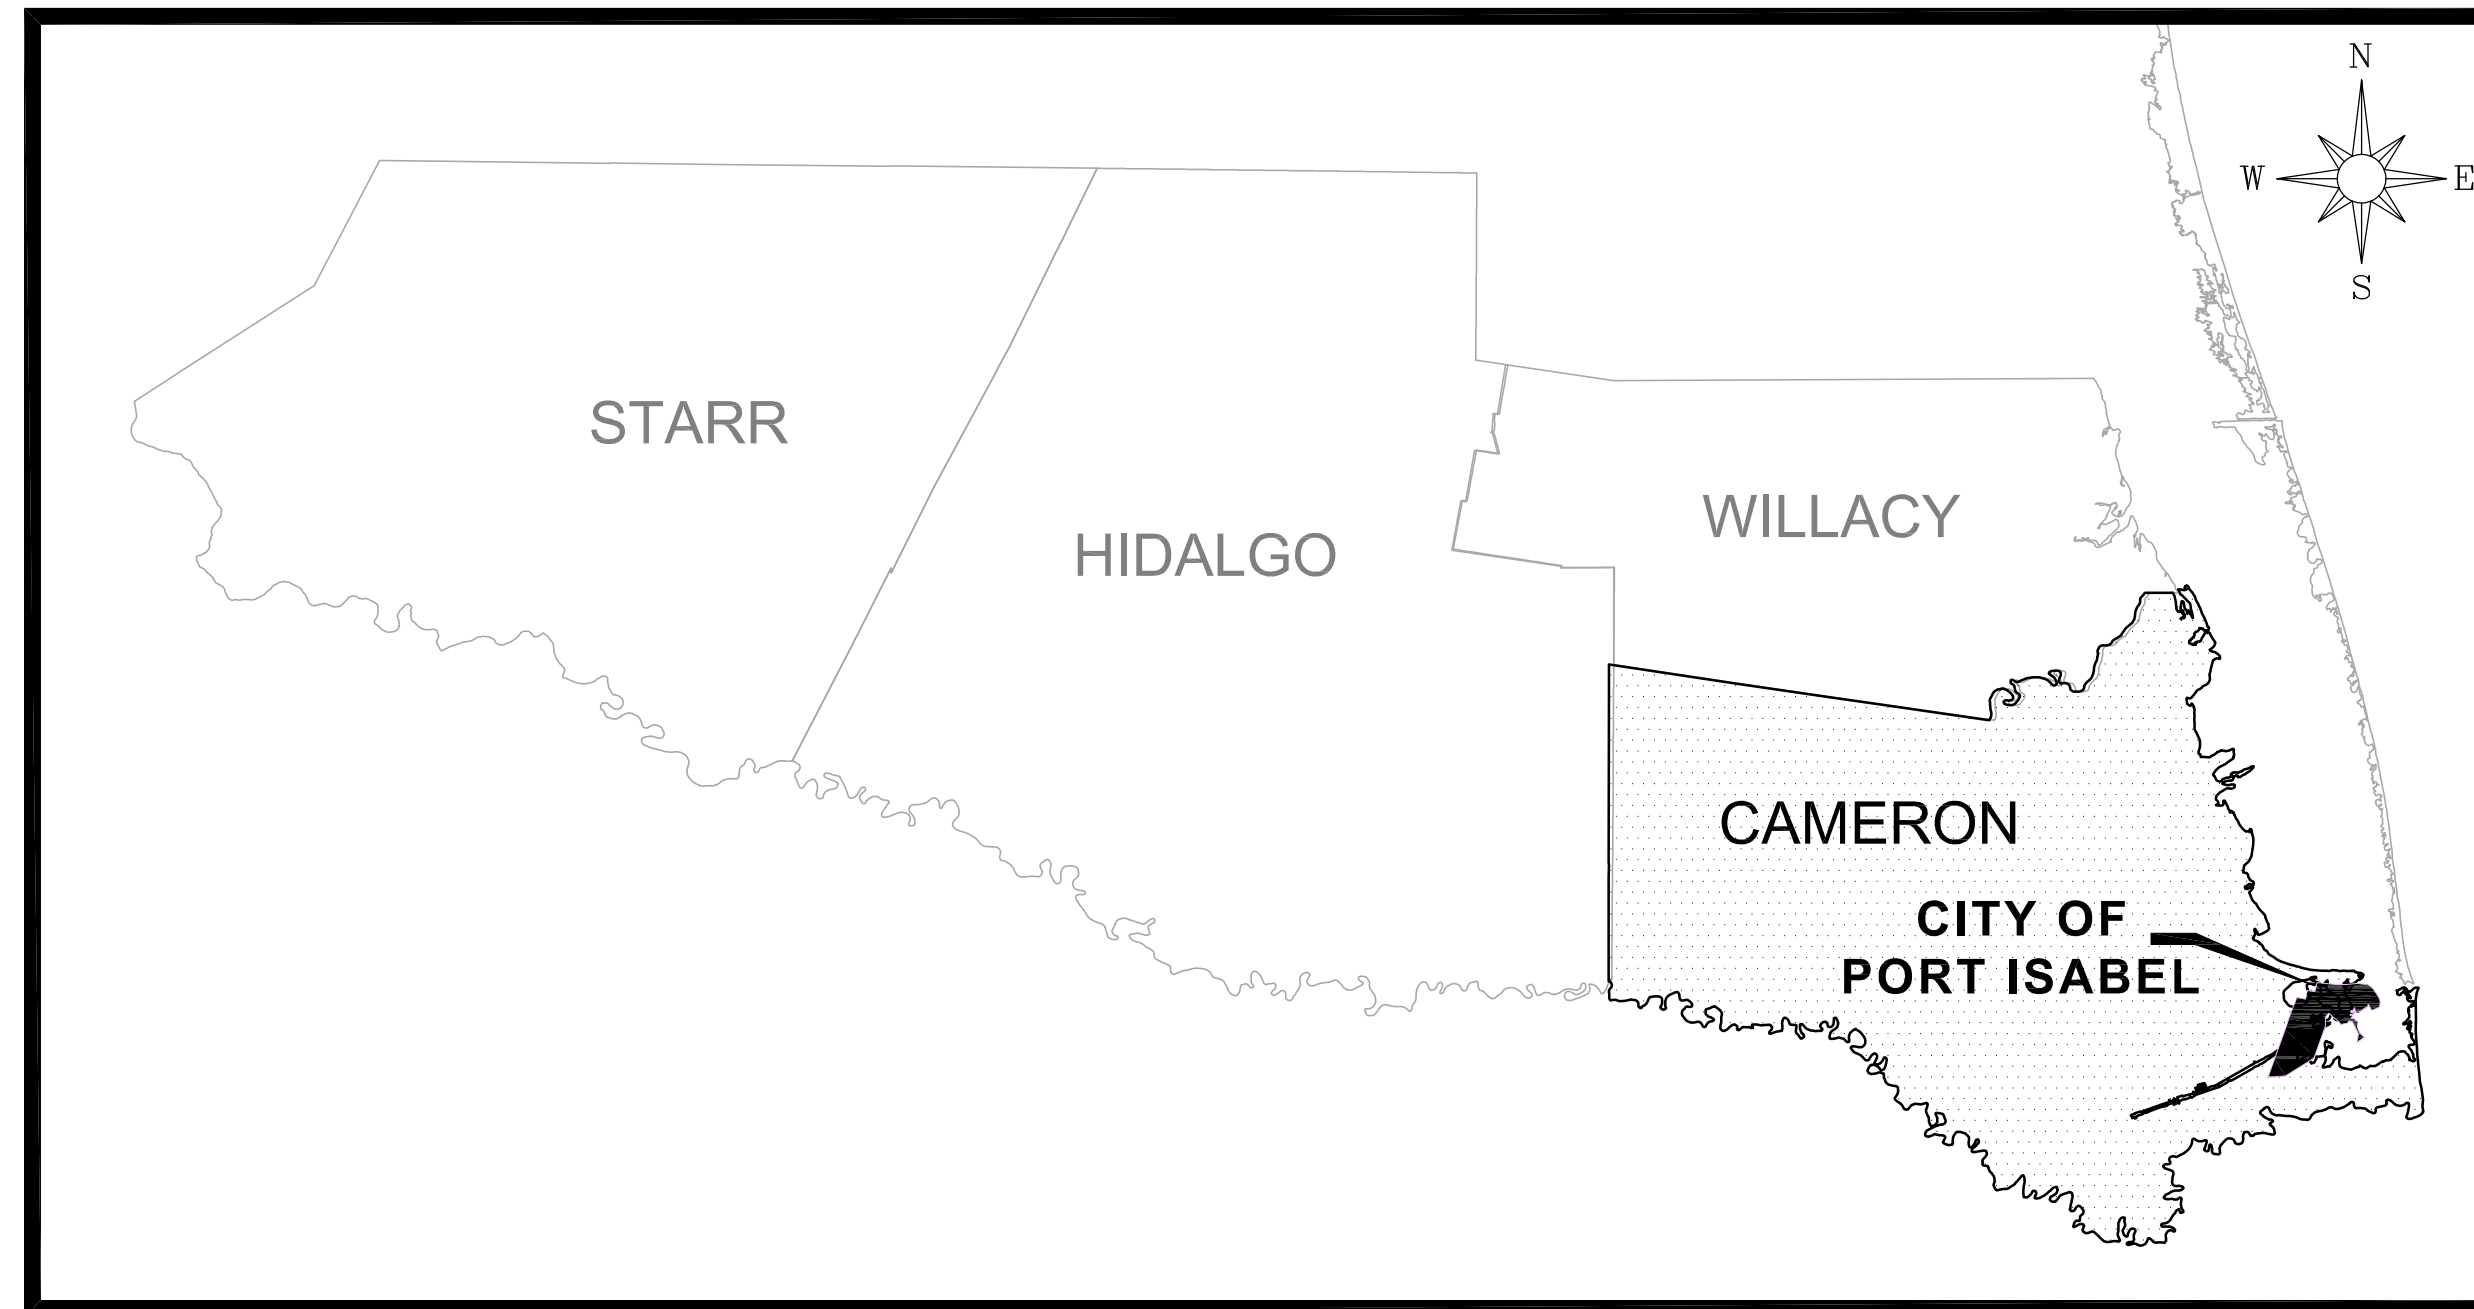 N
W E
S
STARR
HIDALGO
WILLACY
CAMERON
CITY OF
PORT ISABEL